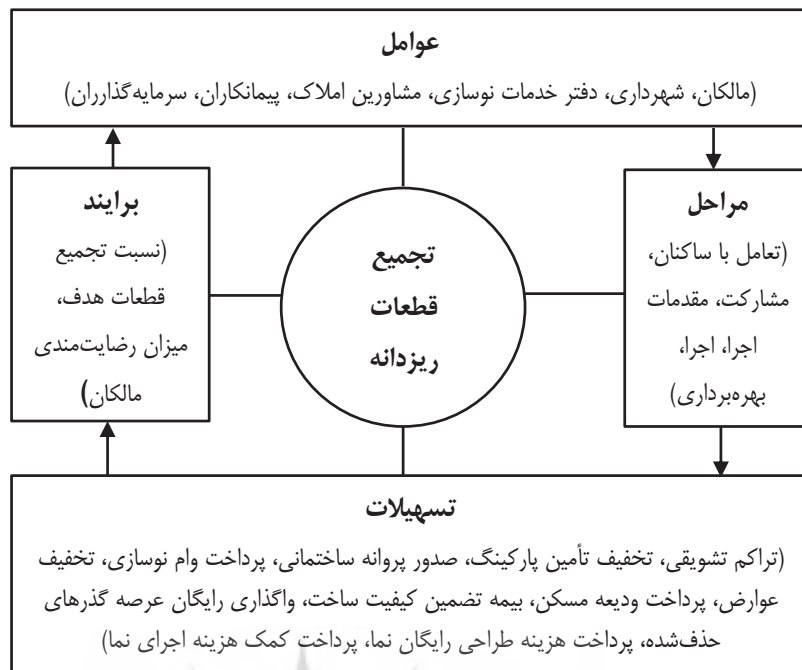 عوامل
(مالکان، شهرداری، دفتر خدمات نوسازی، مشاورین املاک، پیمانکاران، سرمایه‌گذارران)
مراحل
(تعامل با ساکنان،
مشارکت، مقدمات
اجرا، اجرا،
بهره‌برداری)
تجمیع
قطعات
ریزدانه
برایند
(نسبت تجمیع
قطعات هدف،
میزان رضایت‌مندی
مالکان)
تسهیلات
(تراکم تشویقی، تخفیف تأمین پارکینگ، صدور پروانه ساختمانی، پرداخت وام نوسازی، تخفیف
عوارض، پرداخت ودیعه مسکن، بیمه تضمین کیفیت ساخت، واگذاری رایگان عرصه گذرهای
حذف‌شده، پرداخت هزینه طراحی رایگان نما، پرداخت کمک هزینه اجرای نما)